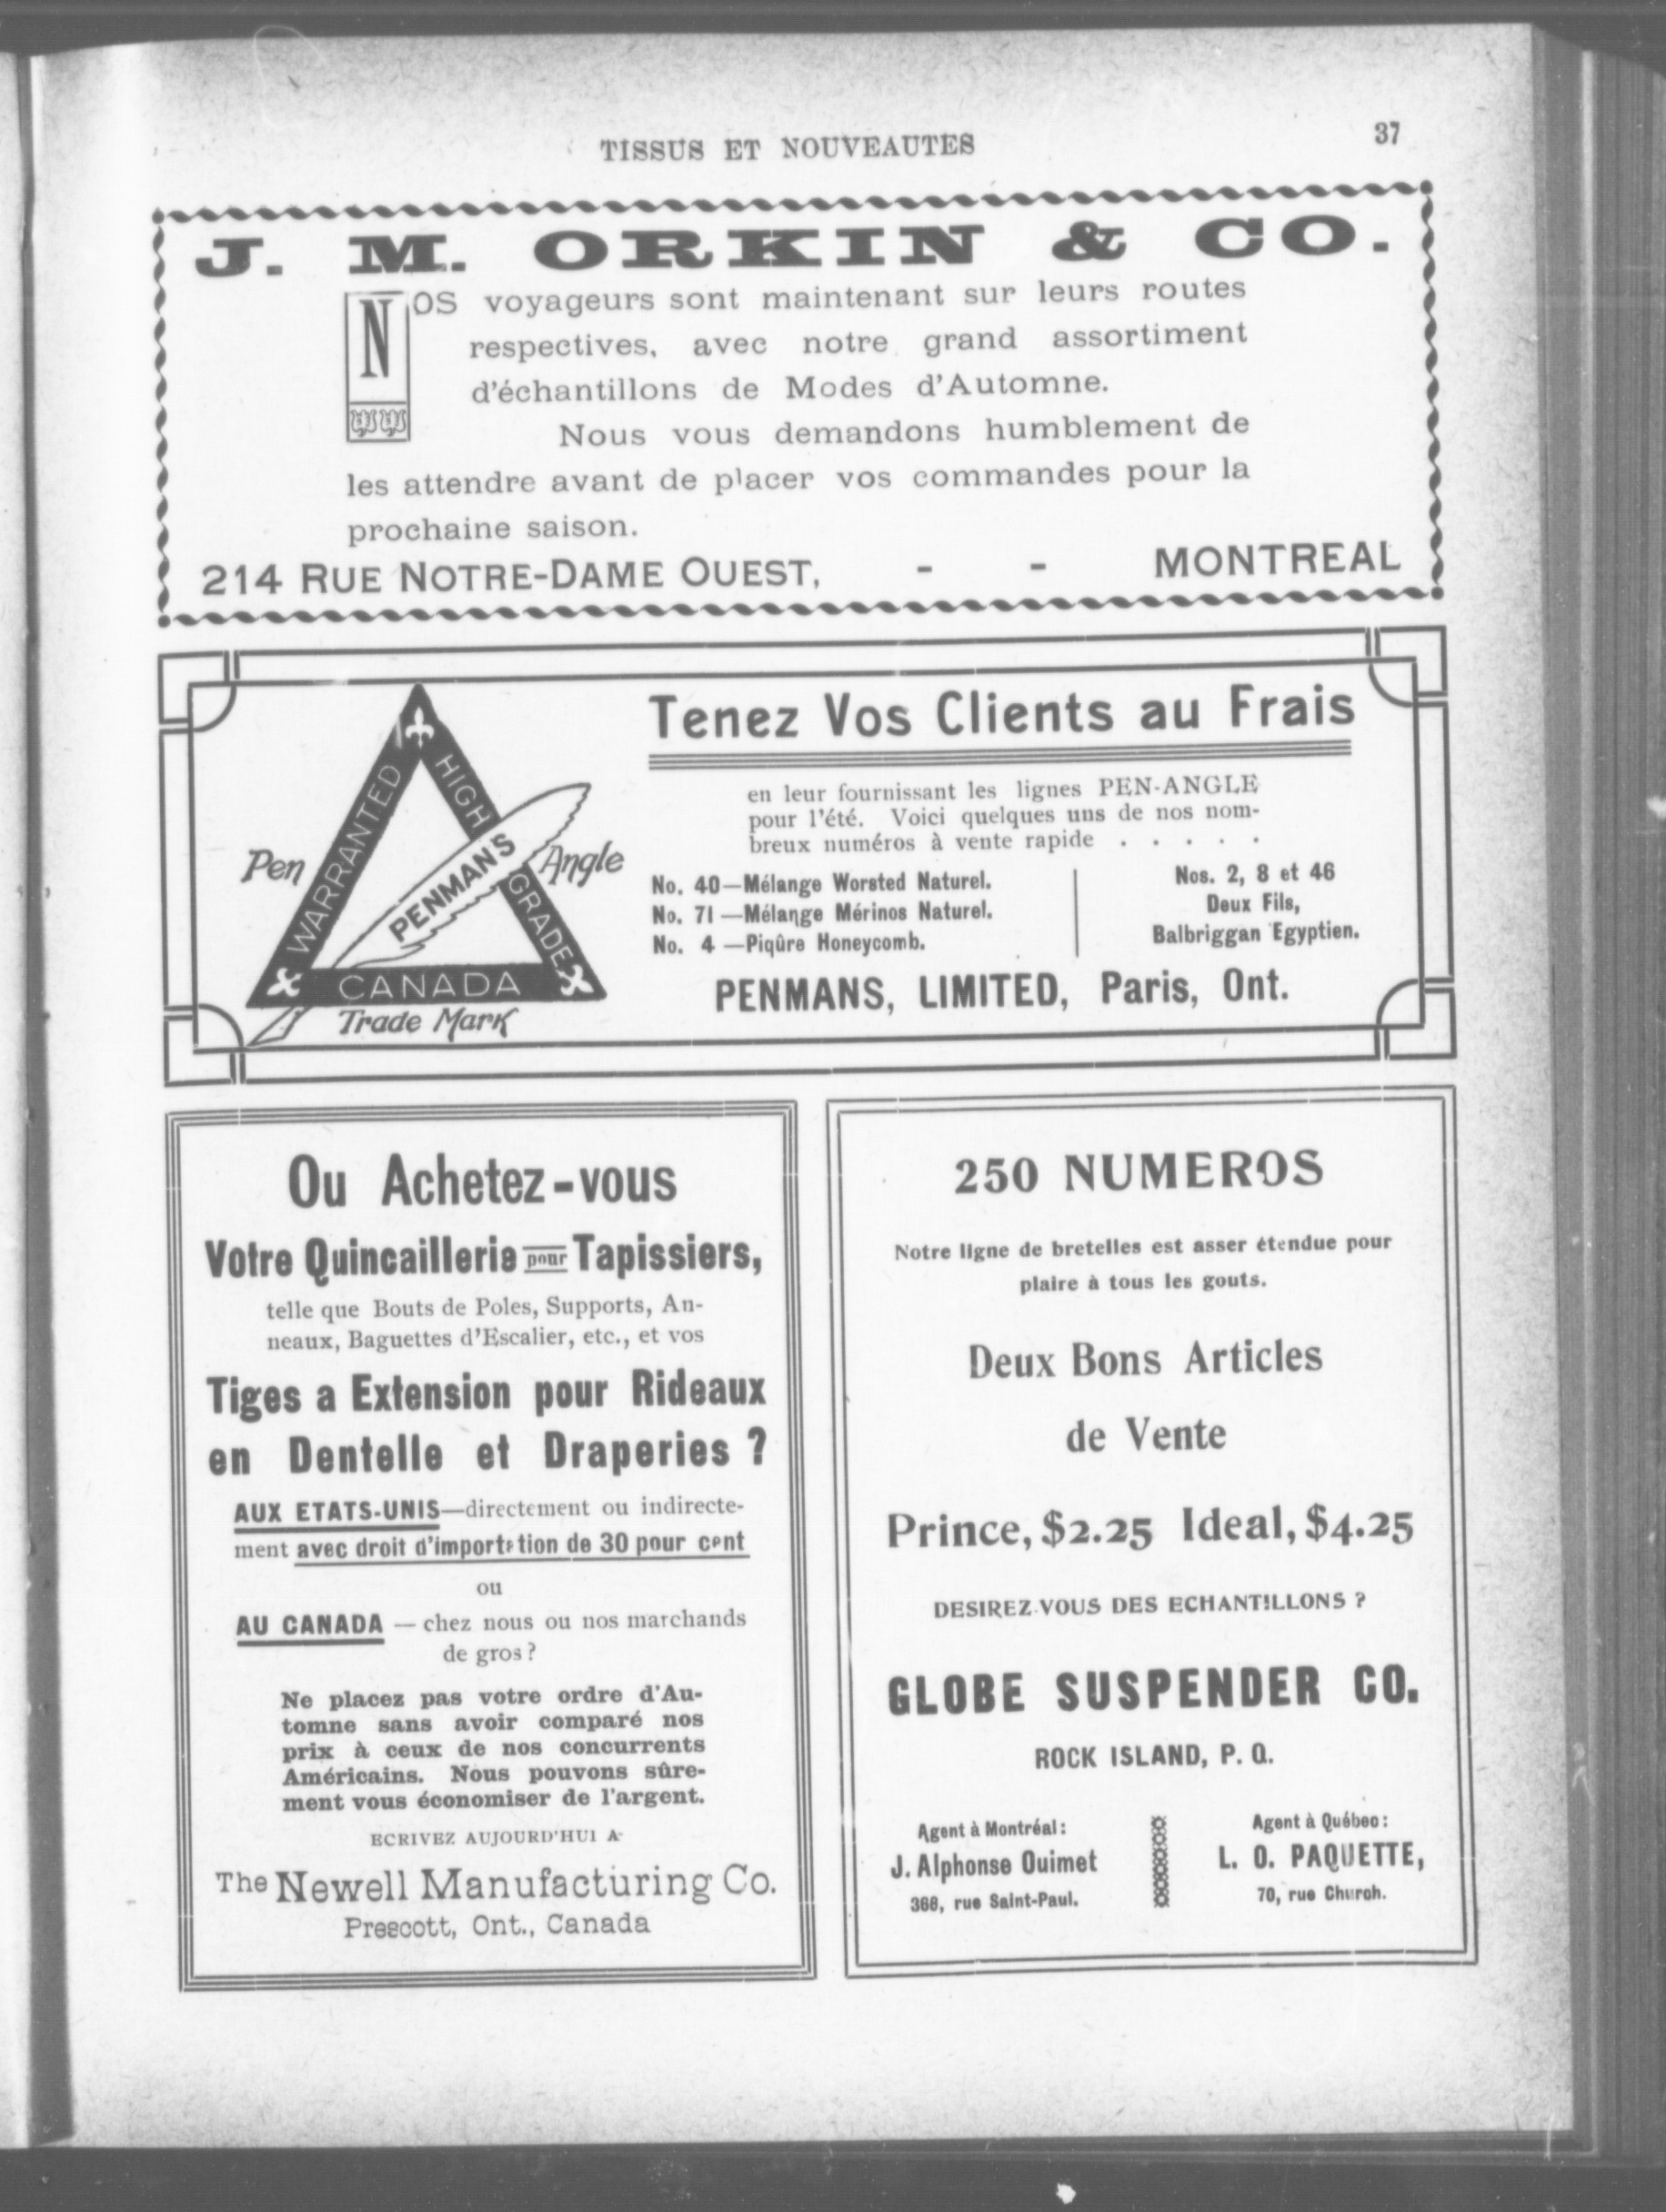 TISSUS ET NOUVEAUTES
37
J. M. ORKIN & CO.
NOS voyageurs sont maintenant sur leurs routes
respectives, avec notre grand assortiment
d'échantillons de Modes d'Automne.
Nous vous demandons humblement de
les attendre avant de placer vos commandes pour la
prochaine saison.
214 RUE NOTRE-DAME OUEST, - - MONTREAL
Pen Angle
WARRANTED
HIGH GRADE
PENMANS
CANADA
Trade Mark
Tenez Vos Clients au Frais
en leur fournissant les lignes PEN-ANGLE
pour l'été. Voici quelques uns de nos nom-
breux numéros à vente rapide . . . . .
No. 40—Mélange Worsted Naturel.
No. 71—Mélange Mérinos Naturel.
No. 4—Piqûre Honeycomb.
Nos. 2, 8 et 46
Deux Fils,
Balbriggan Egyptien.
PENMANS, LIMITED, Paris, Ont.
Ou Achetez-vous
Votre Quincaillerie pour Tapissiers,
telle que Bouts de Poles, Supports, An-
neaux, Baguettes d'Escalier, etc., et vos
Tiges a Extension pour Rideaux
en Dentelle et Draperies ?
AUX ETATS-UNIS—directement ou indirecte-
ment avec droit d'importation de 30 pour cent
ou
AU CANADA — chez nous ou nos marchands
de gros ?
Ne placez pas votre ordre d'Au-
tomne sans avoir comparé nos
prix à ceux de nos concurrents
Américains. Nous pouvons sûre-
ment vous économiser de l'argent.
ECRIVEZ AUJOURD'HUI A
The Newell Manufacturing Co.
Prescott, Ont., Canada
250 NUMEROS
Notre ligne de bretelles est asser étendue pour
plaire à tous les gouts.
Deux Bons Articles
de Vente
Prince, $2.25 Ideal, $4.25
DESIREZ-VOUS DES ECHANTILLONS ?
GLOBE SUSPENDER CO.
ROCK ISLAND, P. Q.
Agent à Montréal :
J. Alphonse Ouimet
366, rue Saint-Paul.
Agent à Québec :
L. O. PAQUETTE,
70, rue Church.